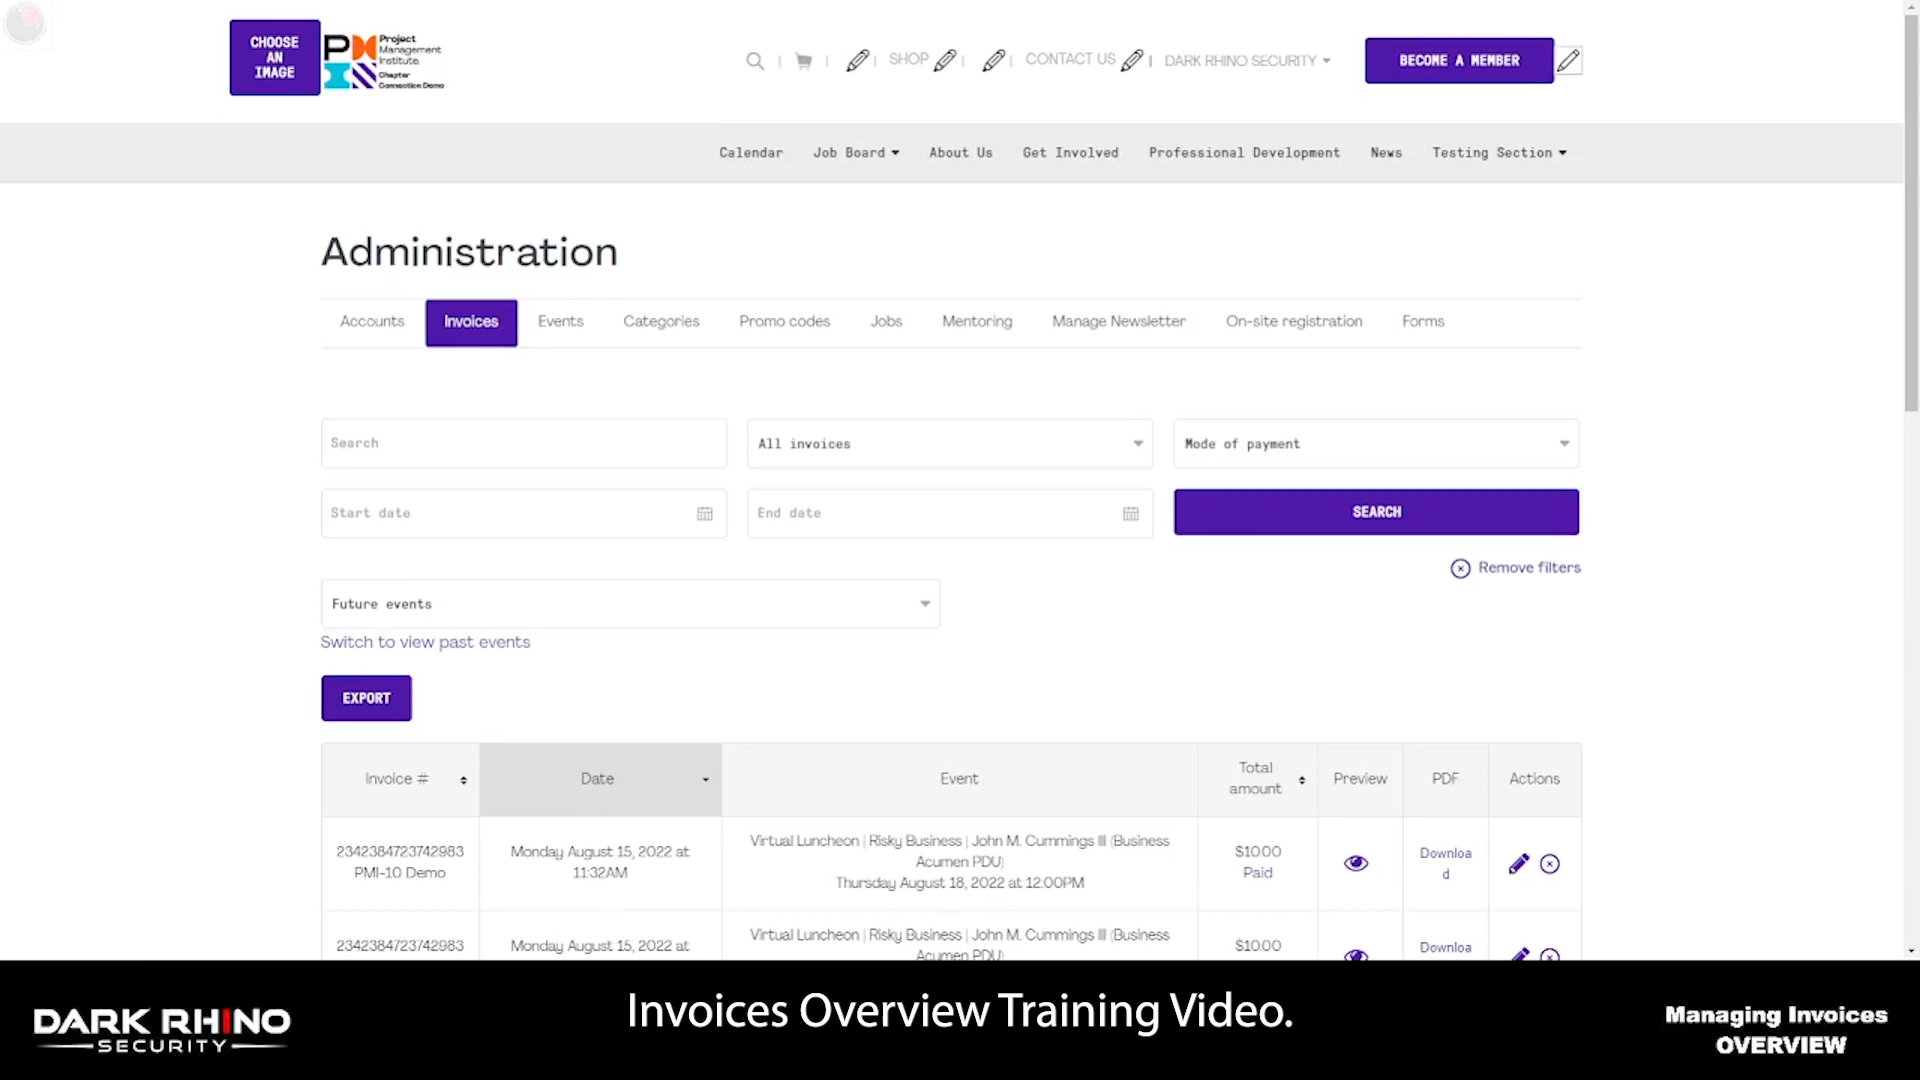 CHOOSE
AN
IMAGE
PMI
Project
Management
Institute.
Chapter
Connection Demo
SHOP
CONTACT US
DARK RHINO SECURITY
BECOME A MEMBER
Calendar Job Board About Us Get Involved Professional Development News Testing Section
Administration
Accounts Invoices Events Categories Promo codes Jobs Mentoring Manage Newsletter On-site registration Forms
Search All invoices Mode of payment
Start date End date SEARCH
Remove filters
Future events
Switch to view past events
EXPORT
Invoice # Date Event Total amount Preview PDF Actions
2342384723742983
PMI-10 Demo
Monday August 15, 2022 at
11:32AM
Virtual Luncheon | Risky Business | John M. Cummings III (Business
Acumen PDU)
Thursday August 18, 2022 at 12:00PM
$10.00
Paid
Downloa
d
2342384723742983
Monday August 15, 2022 at
Virtual Luncheon | Risky Business | John M. Cummings III (Business
Acumen PDU)
$10.00
Downloa
DARK RHINO
SECURITY
Invoices Overview Training Video.
Managing Invoices
OVERVIEW